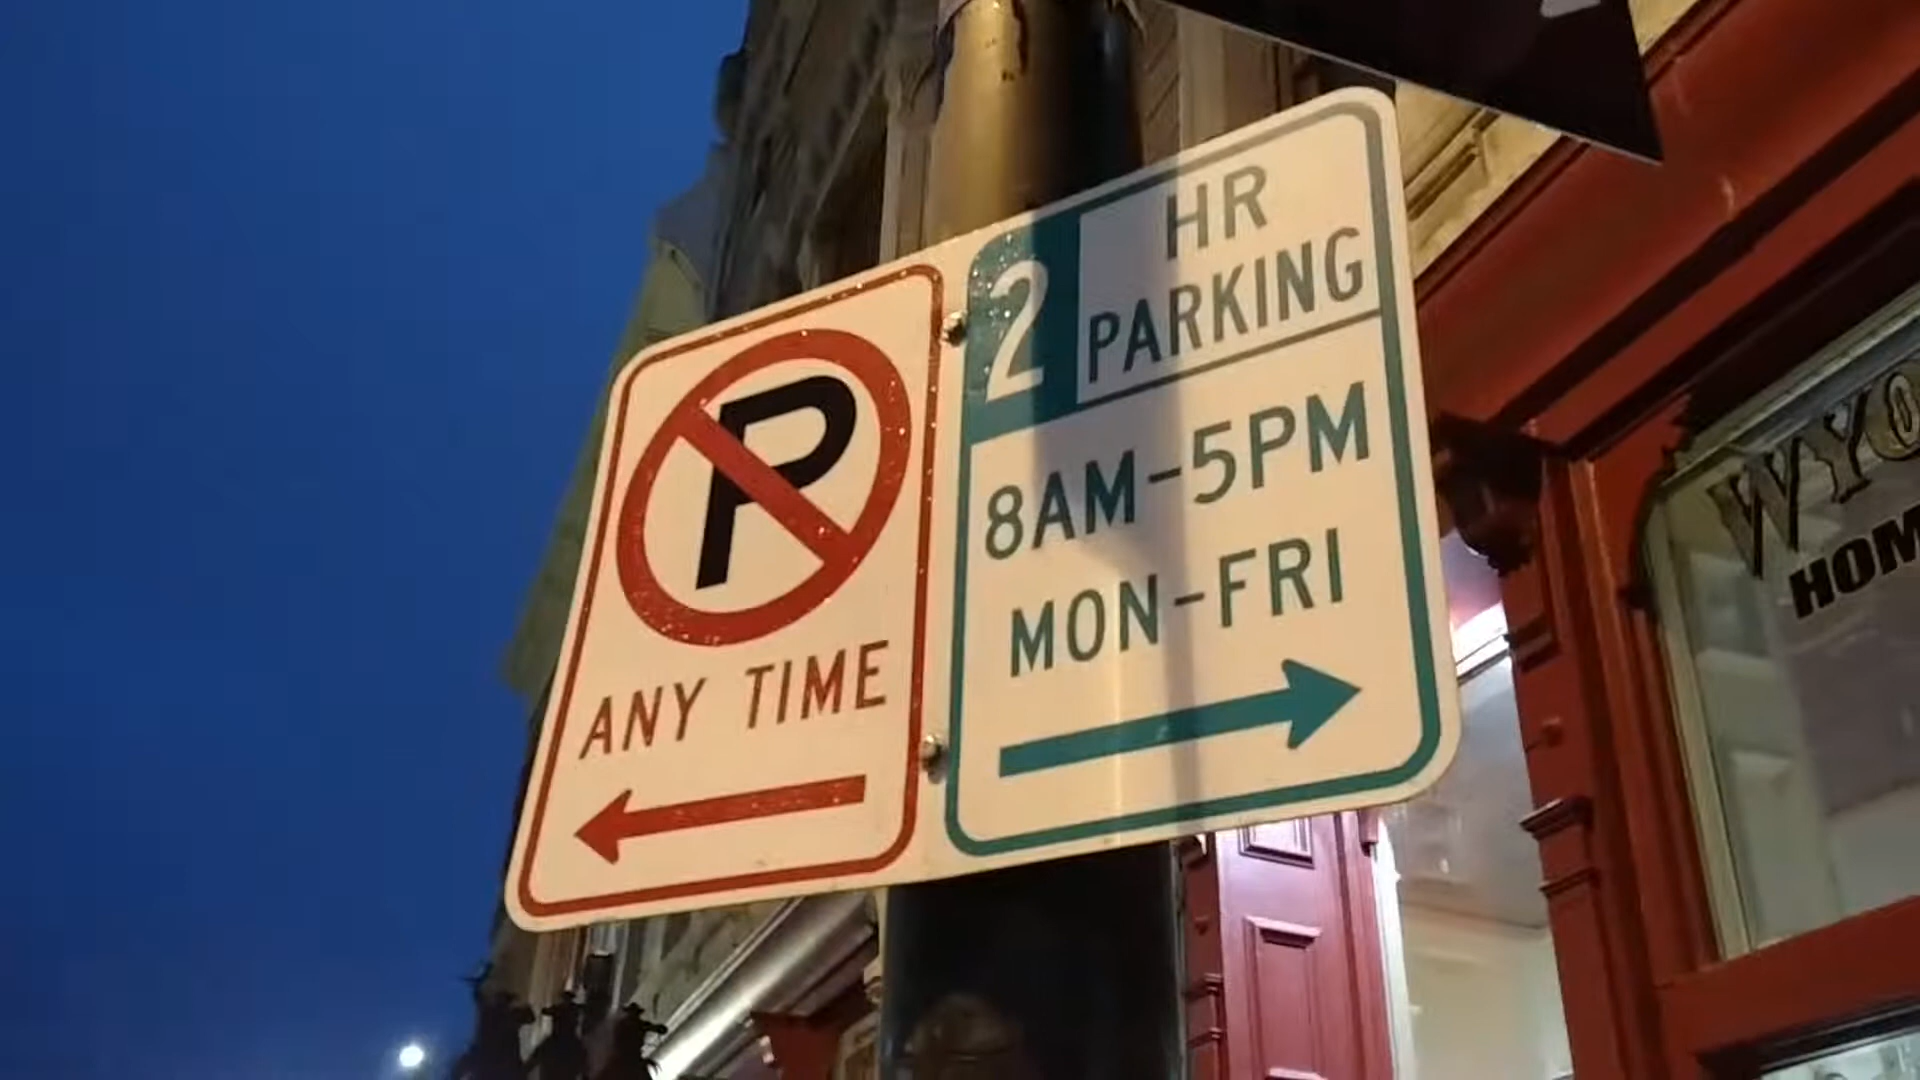 P
ANY TIME
2 HR
PARKING
8AM-5PM
MON-FRI
HOM